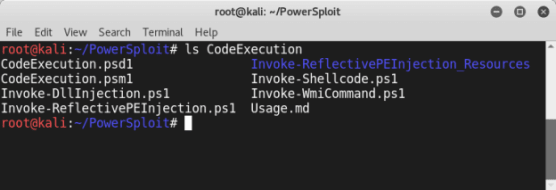 root@kali: ~/PowerSploit
File Edit View Search Terminal Help
root@kali:~/PowerSploit# ls CodeExecution
CodeExecution.psd1 Invoke-ReflectivePEInjection_Resources
CodeExecution.psm1 Invoke-Shellcode.ps1
Invoke-DllInjection.ps1 Invoke-WmiCommand.ps1
Invoke-ReflectivePEInjection.ps1 Usage.md
root@kali:~/PowerSploit#